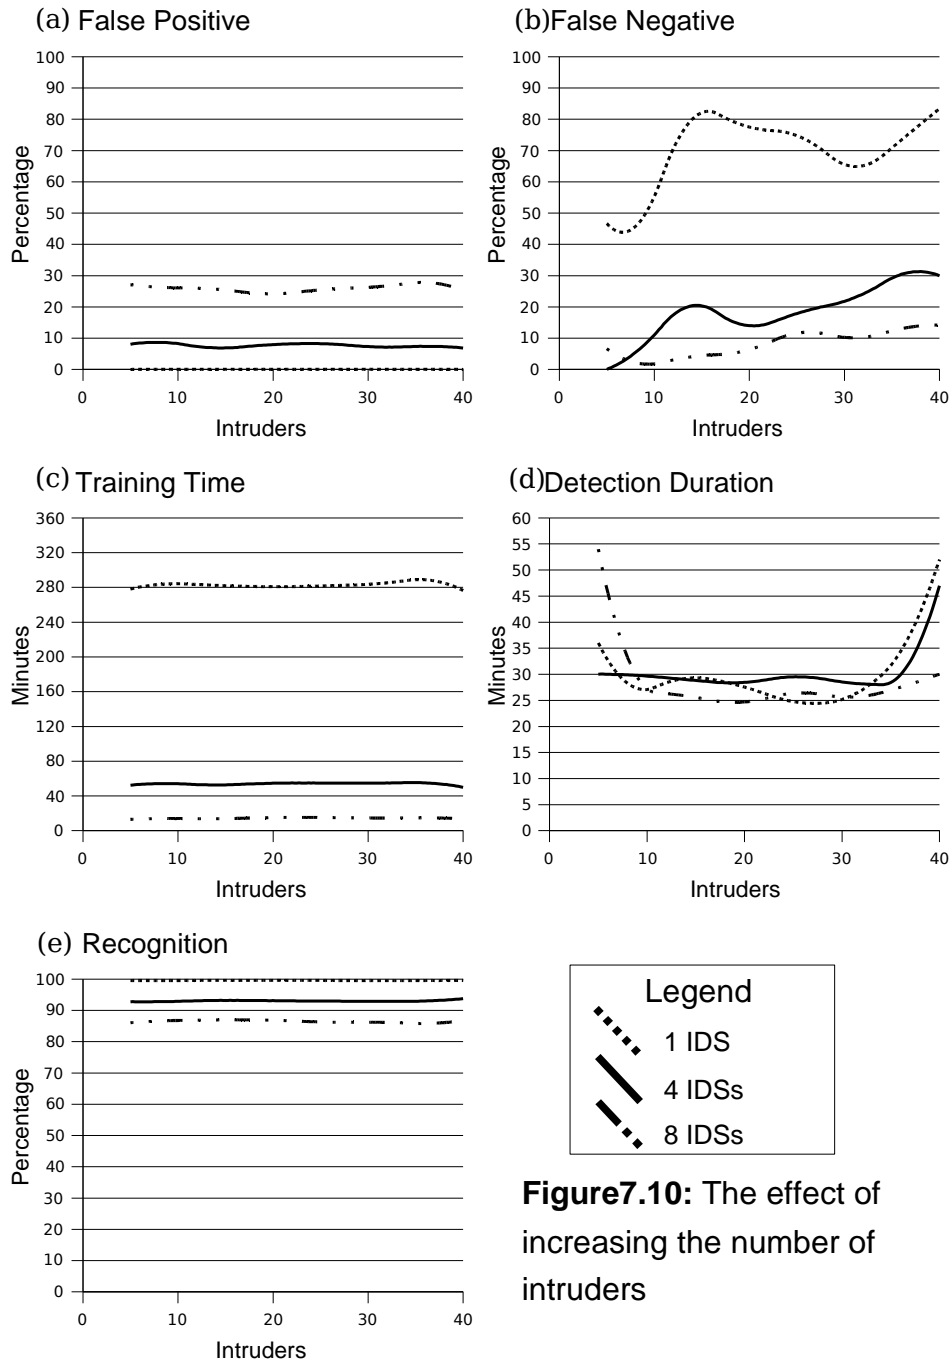 (a) False Positive
100
90
80
70
60
50
40
30
20
10
0
Percentage
0 10 20 30 40
Intruders
(b)False Negative
100
90
80
70
60
50
40
30
20
10
0
Percentage
0 10 20 30 40
Intruders
(c) Training Time
360
320
280
240
200
160
120
80
40
0
Minutes
0 10 20 30 40
Intruders
(d)Detection Duration
60
55
50
45
40
35
30
25
20
15
10
5
0
Minutes
0 10 20 30 40
Intruders
(e) Recognition
100
90
80
70
60
50
40
30
20
10
0
Percentage
0 10 20 30 40
Intruders
Legend
1 IDS
4 IDSs
8 IDSs
Figure7.10: The effect of
increasing the number of
intruders